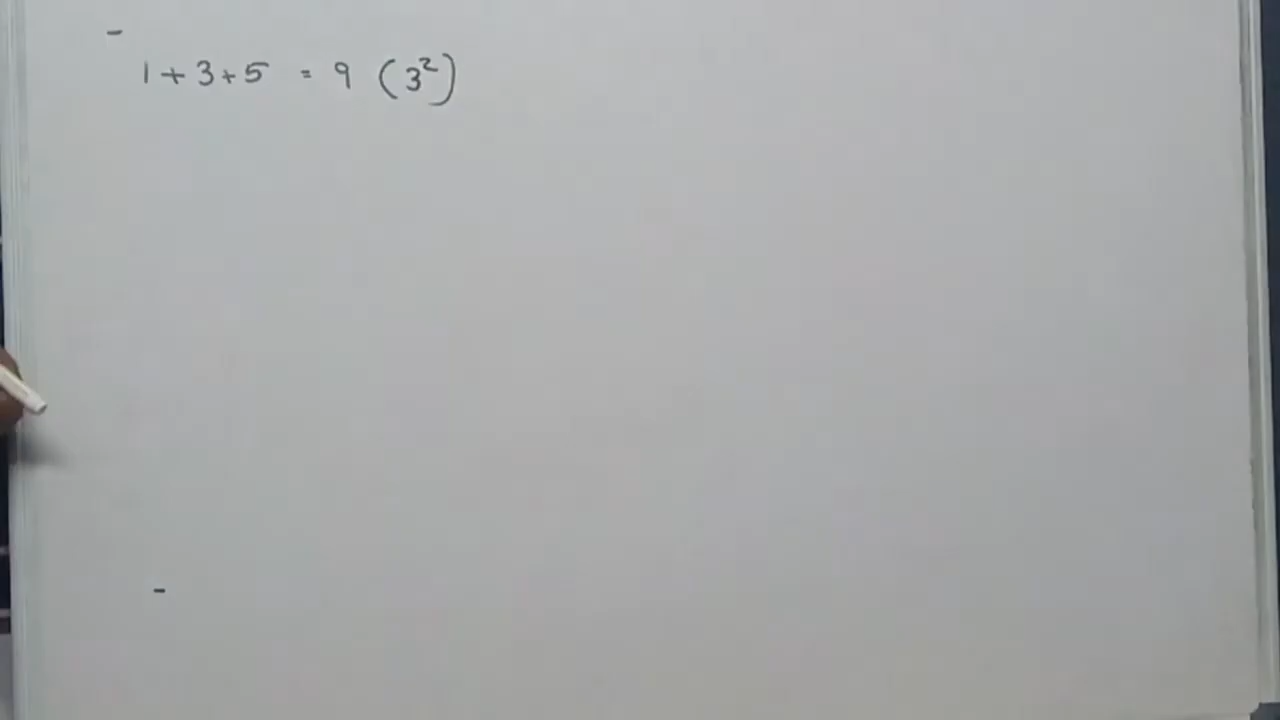 1 + 3 + 5 = 9 (3²)